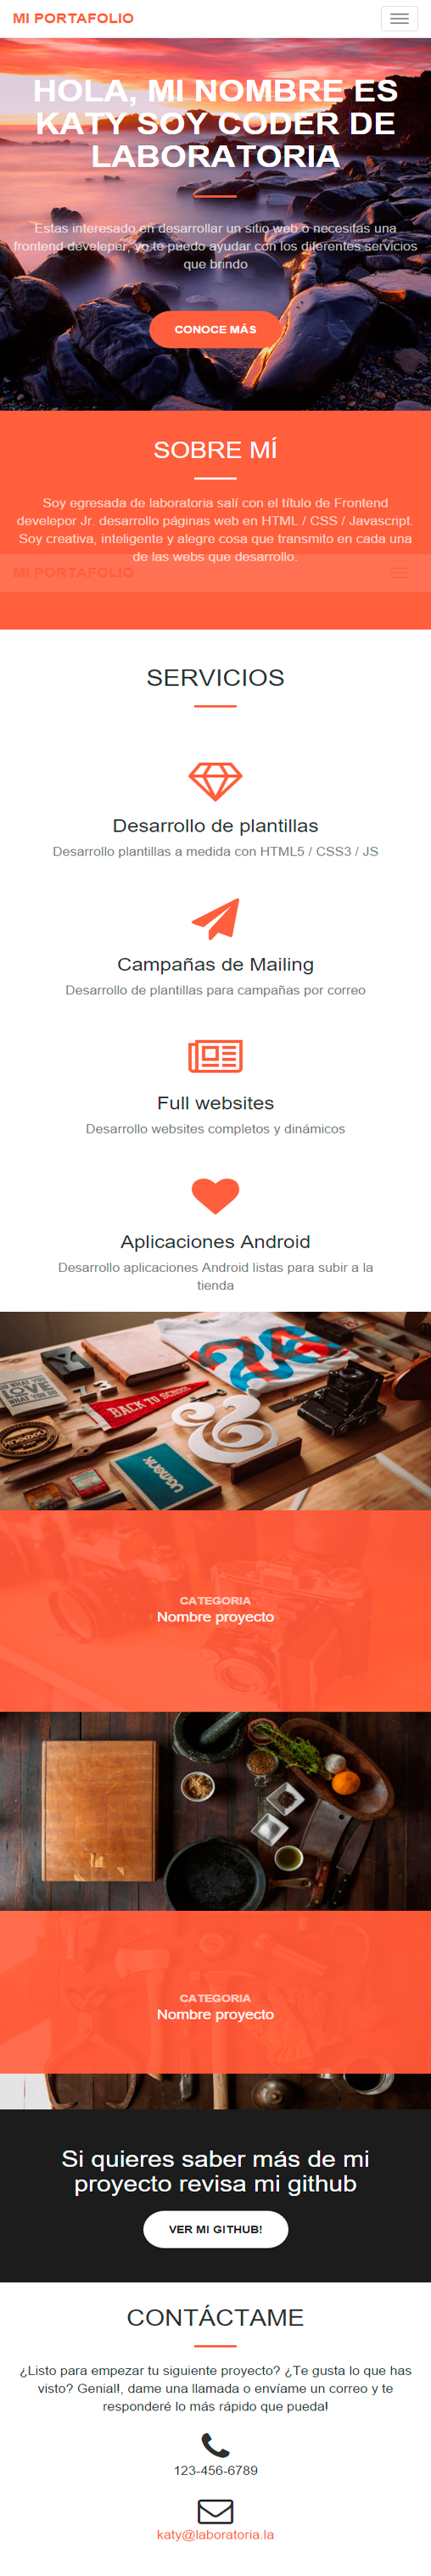 MI PORTAFOLIO
HOLA, MI NOMBRE ES
KATY SOY CODER DE
LABORATORIA
Estas interesado en desarrollar un sitio web o necesitas una
frontend develeper, yo te puedo ayudar con los diferentes servicios
que brindo
CONOCE MÁS
SOBRE MÍ
Soy egresada de laboratoria salí con el título de Frontend
develepor Jr. desarrollo páginas web en HTML / CSS / Javascript.
Soy creativa, inteligente y alegre cosa que transmito en cada una
de las webs que desarrollo.
MI PORTAFOLIO
SERVICIOS
Desarrollo de plantillas
Desarrollo plantillas a medida con HTML5 / CSS3 / JS
Campañas de Mailing
Desarrollo de plantillas para campañas por correo
Full websites
Desarrollo websites completos y dinámicos
Aplicaciones Android
Desarrollo aplicaciones Android listas para subir a la
tienda
WHAT YOU
LOVE
BACK TO SCHOOL
CATEGORIA
Nombre proyecto
CATEGORIA
Nombre proyecto
Si quieres saber más de mi
proyecto revisa mi github
VER MI GITHUB!
CONTÁCTAME
¿Listo para empezar tu siguiente proyecto? ¿Te gusta lo que has
visto? Genial!, dame una llamada o envíame un correo y te
responderé lo más rápido que pueda!
123-456-6789
katy@laboratoria.la